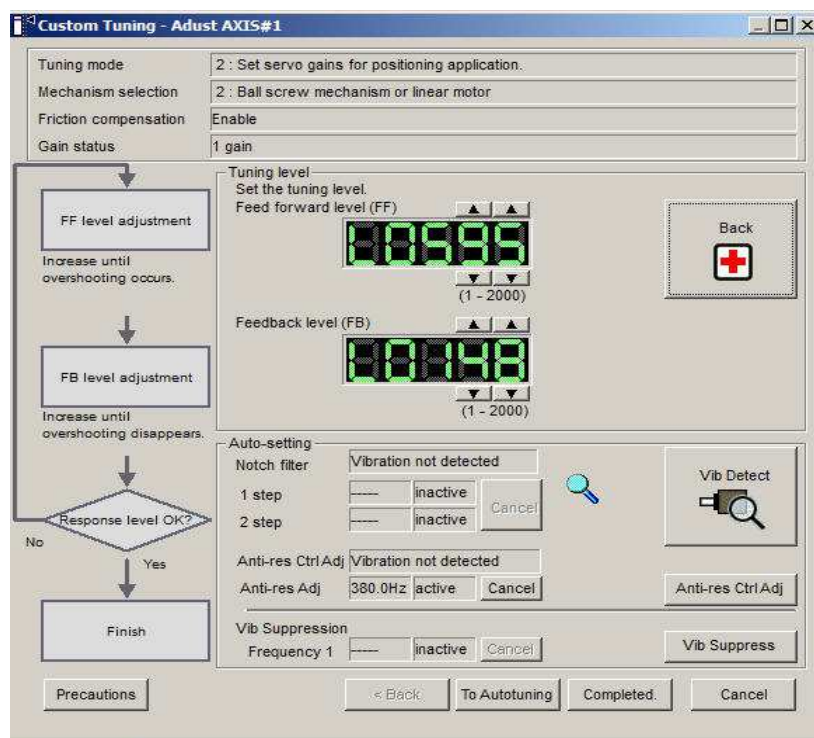 Custom Tuning - Adust AXIS#1
Tuning mode 2 : Set servo gains for positioning application.
Mechanism selection 2 : Ball screw mechanism or linear motor
Friction compensation Enable
Gain status 1 gain
FF level adjustment
Increase until
overshooting occurs.
FB level adjustment
Increase until
overshooting disappears.
Response level OK?
No
Yes
Finish
Tuning level
Set the tuning level.
Feed forward level (FF)
L0595
(1 - 2000)
Feedback level (FB)
L0148
(1 - 2000)
Back
Auto-setting
Notch filter Vibration not detected
1 step ----- inactive Cancel
2 step ----- inactive
Vib Detect
Anti-res Ctrl Adj Vibration not detected
Anti-res Adj 380.0Hz active Cancel Anti-res Ctrl Adj
Vib Suppression
Frequency 1 ----- inactive Cancel Vib Suppress
Precautions < Back To Autotuning Completed. Cancel